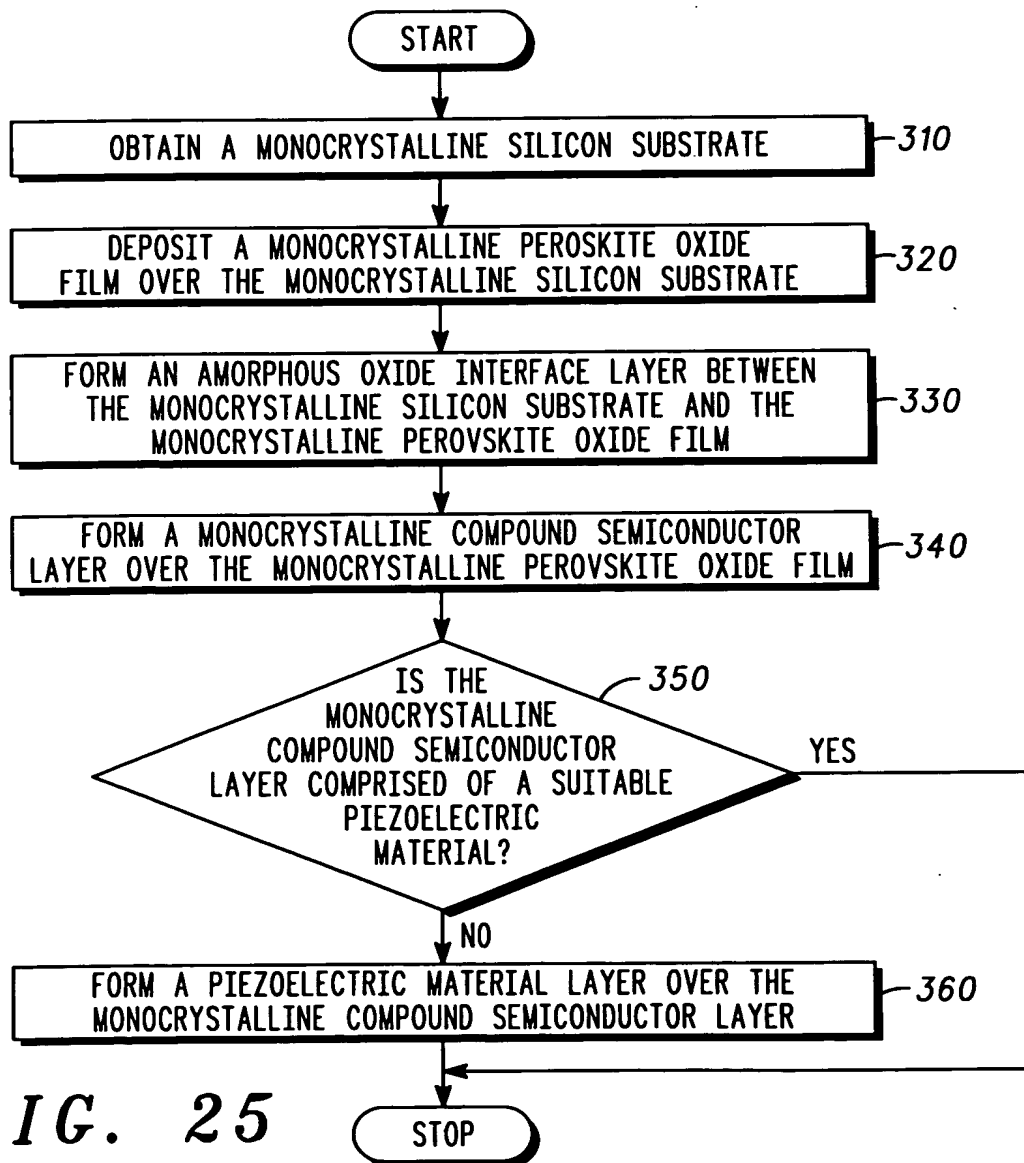 START
OBTAIN A MONOCRYSTALLINE SILICON SUBSTRATE
310
DEPOSIT A MONOCRYSTALLINE PEROSKITE OXIDE
FILM OVER THE MONOCRYSTALLINE SILICON SUBSTRATE
320
FORM AN AMORPHOUS OXIDE INTERFACE LAYER BETWEEN
THE MONOCRYSTALLINE SILICON SUBSTRATE AND THE
MONOCRYSTALLINE PEROVSKITE OXIDE FILM
330
FORM A MONOCRYSTALLINE COMPOUND SEMICONDUCTOR
LAYER OVER THE MONOCRYSTALLINE PEROVSKITE OXIDE FILM
340
IS THE
MONOCRYSTALLINE
COMPOUND SEMICONDUCTOR
LAYER COMPRISED OF A SUITABLE
PIEZOELECTRIC
MATERIAL?
350
YES
NO
FORM A PIEZOELECTRIC MATERIAL LAYER OVER THE
MONOCRYSTALLINE COMPOUND SEMICONDUCTOR LAYER
360
STOP
IG. 25